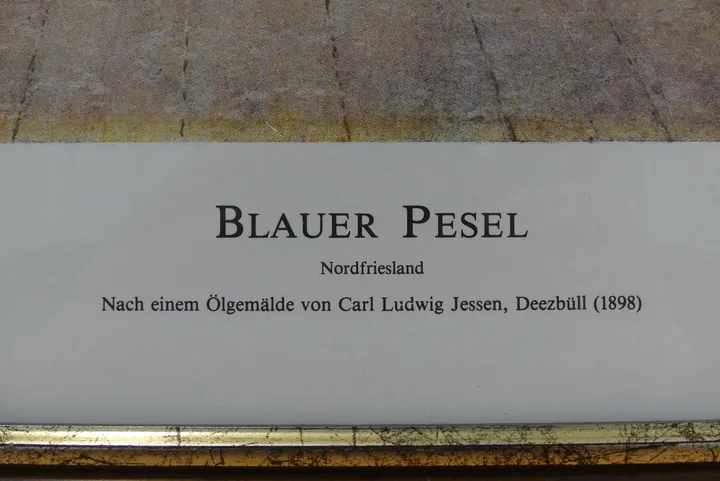 BLAUER PESEL
Nordfriesland
Nach einem Ölgemälde von Carl Ludwig Jessen, Deezbüll (1898)